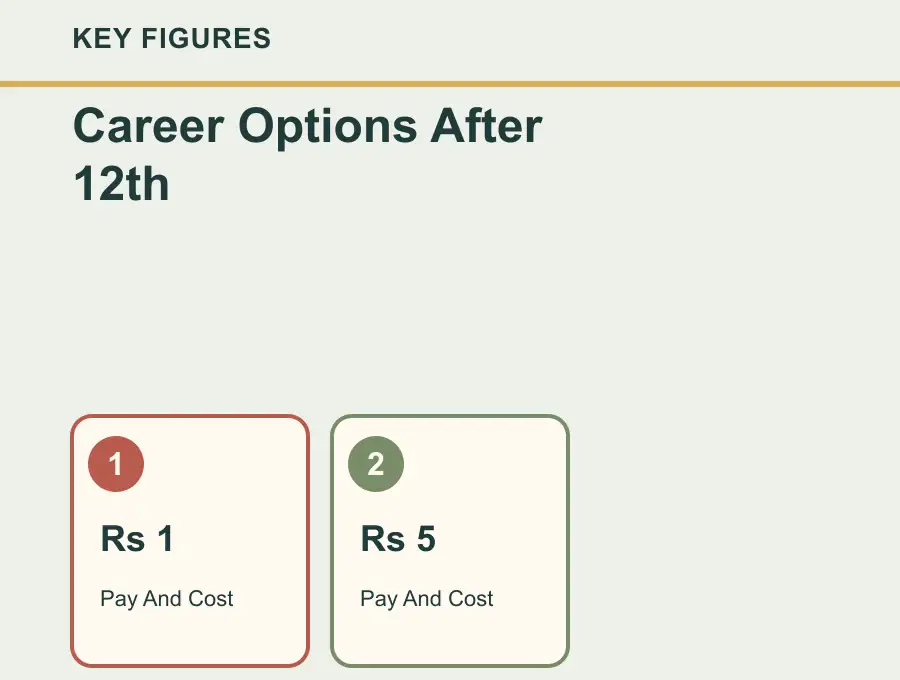 KEY FIGURES
Career Options After
12th
1
2
Rs 1
Rs 5
Pay And Cost
Pay And Cost